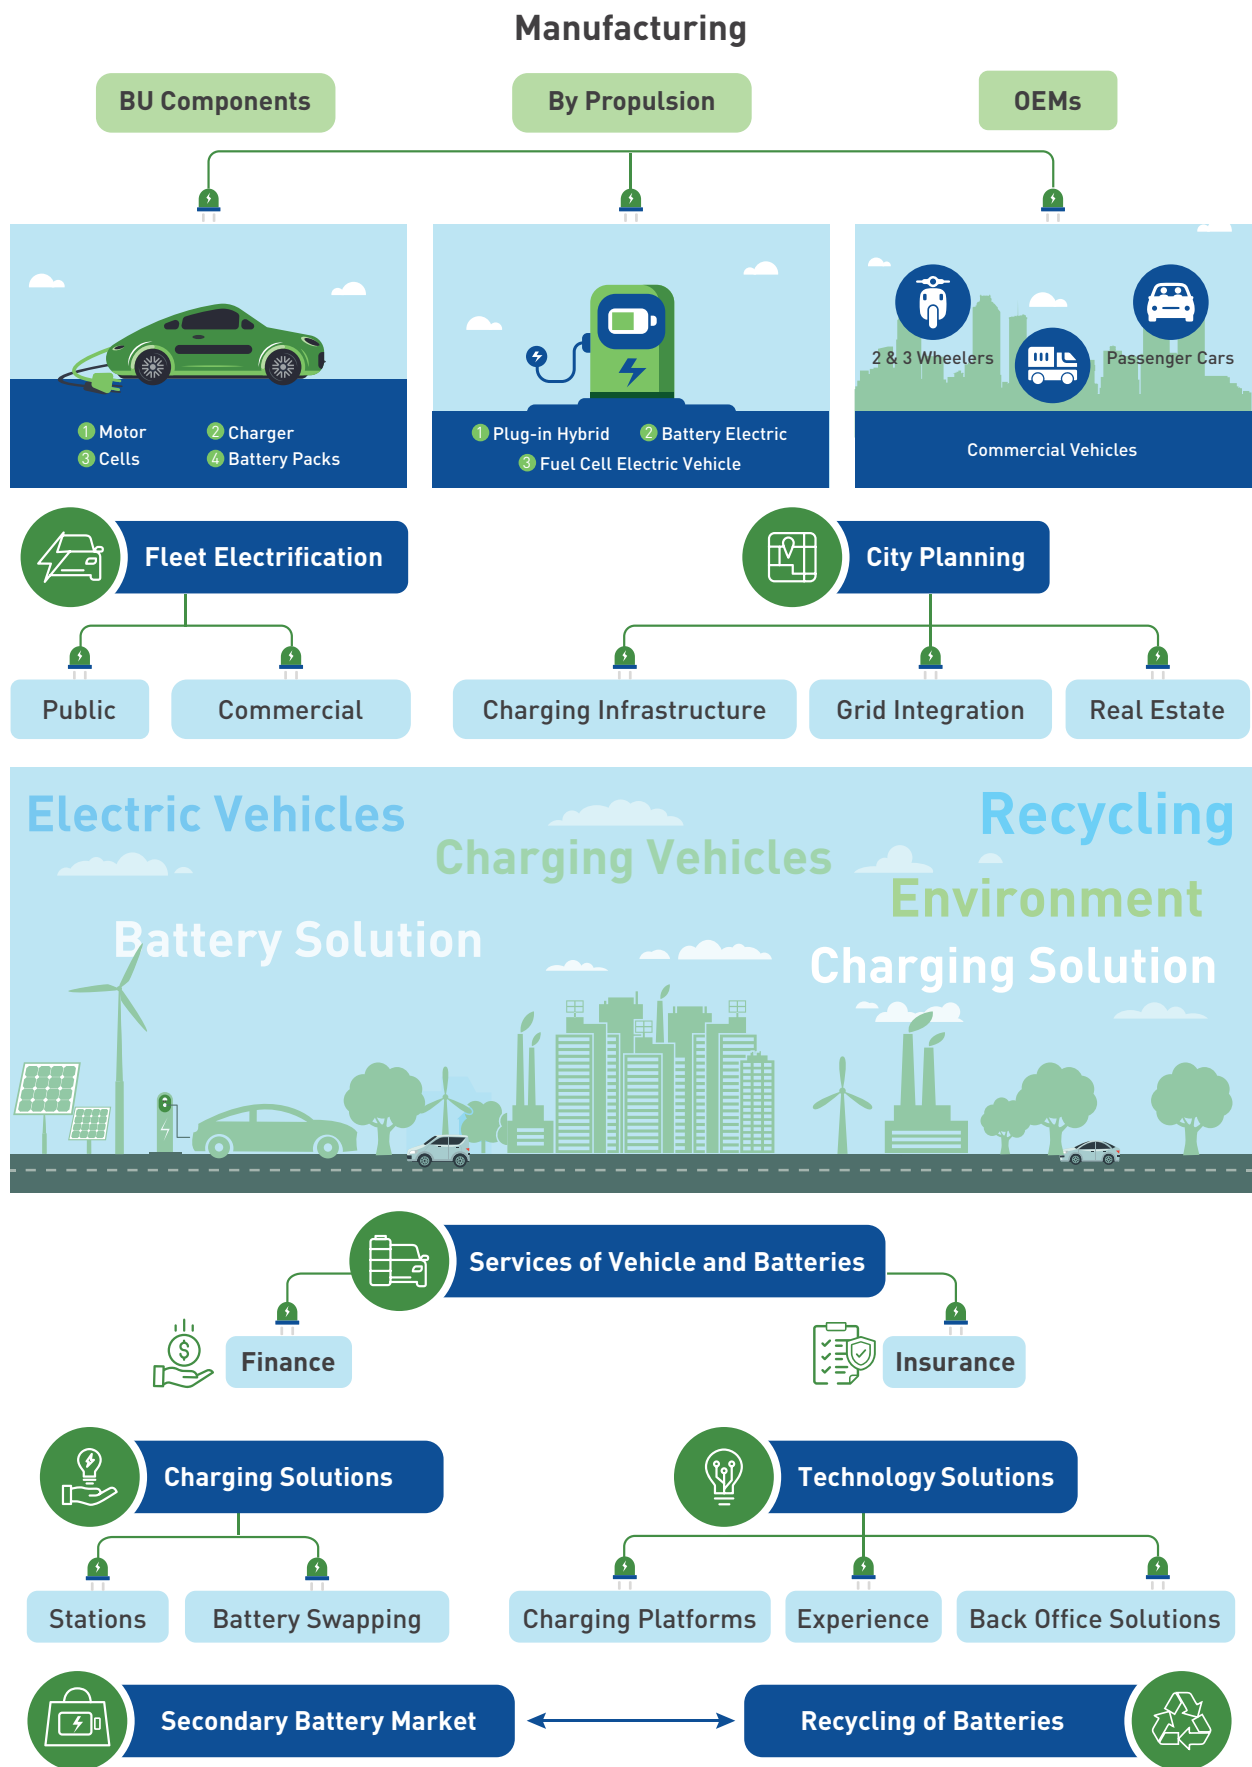 Manufacturing
BU Components
By Propulsion
OEMs
1 Motor
2 Charger
3 Cells
4 Battery Packs
1 Plug-in Hybrid
2 Battery Electric
3 Fuel Cell Electric Vehicle
2 & 3 Wheelers
Passenger Cars
Commercial Vehicles
Fleet Electrification
City Planning
Public
Commercial
Charging Infrastructure
Grid Integration
Real Estate
Electric Vehicles
Recycling
Charging Vehicles
Environment
Battery Solution
Charging Solution
Services of Vehicle and Batteries
$
Finance
Insurance
Charging Solutions
Technology Solutions
Stations
Battery Swapping
Charging Platforms
Experience
Back Office Solutions
Secondary Battery Market
Recycling of Batteries